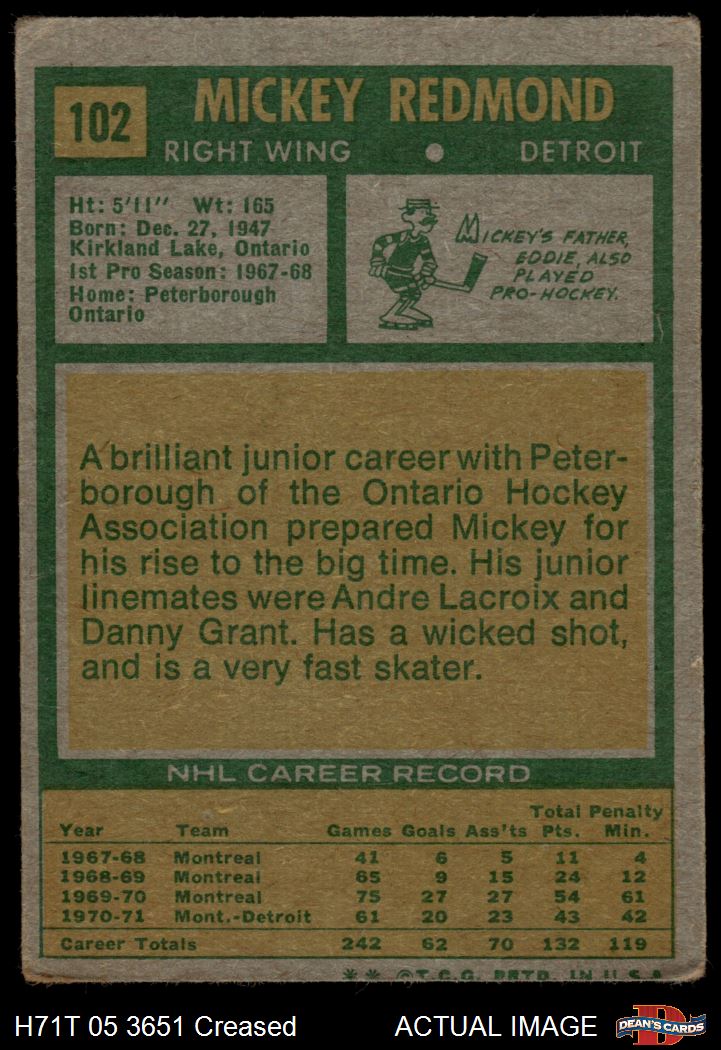 102
MICKEY REDMOND
RIGHT WING • DETROIT
Ht: 5'11" Wt: 165
Born: Dec. 27, 1947
Kirkland Lake, Ontario
1st Pro Season: 1967-68
Home: Peterborough
Ontario
MICKEY'S FATHER,
EDDIE, ALSO
PLAYED
PRO-HOCKEY.
A brilliant junior career with Peter-
borough of the Ontario Hockey
Association prepared Mickey for
his rise to the big time. His junior
linemates were Andre Lacroix and
Danny Grant. Has a wicked shot,
and is a very fast skater.
NHL CAREER RECORD
Total Penalty
Year Team Games Goals Ass'ts Pts. Min.
1967-68 Montreal 41 6 5 11 4
1968-69 Montreal 65 9 15 24 12
1969-70 Montreal 75 27 27 54 61
1970-71 Mont.-Detroit 61 20 23 43 42
Career Totals 242 62 70 132 119
** ©T.C.G. PRTD. IN U.S.A.
H71T 05 3651 Creased ACTUAL IMAGE
D
DEAN'S CARDS